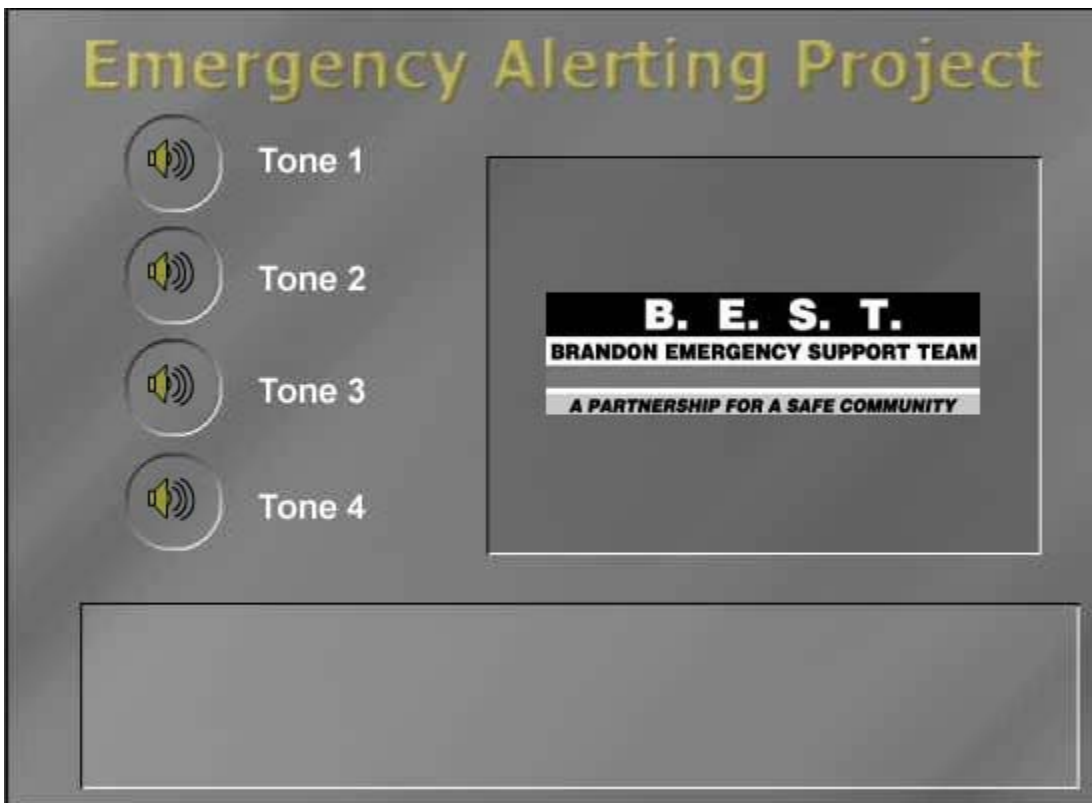 Emergency Alerting Project
Tone 1
Tone 2
Tone 3
Tone 4
B. E. S. T.
BRANDON EMERGENCY SUPPORT TEAM
A PARTNERSHIP FOR A SAFE COMMUNITY